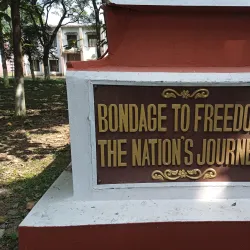 BONDAGE TO FREEDO
THE NATION'S JOURNE